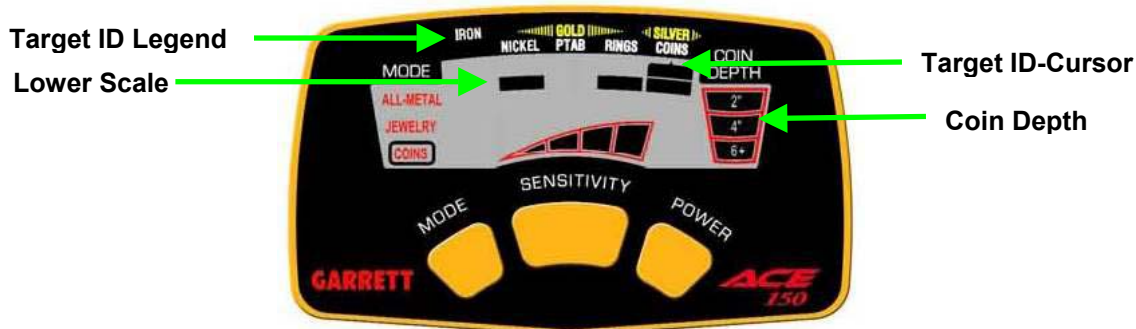 Target ID Legend
Lower Scale
IRON
GOLD
SILVER
NICKEL PTAB RINGS COINS
MODE
ALL-METAL
JEWELRY
COINS
COIN
DEPTH
2"
4"
6+
Target ID-Cursor
Coin Depth
SENSITIVITY
MODE
POWER
GARRETT
ACE
150